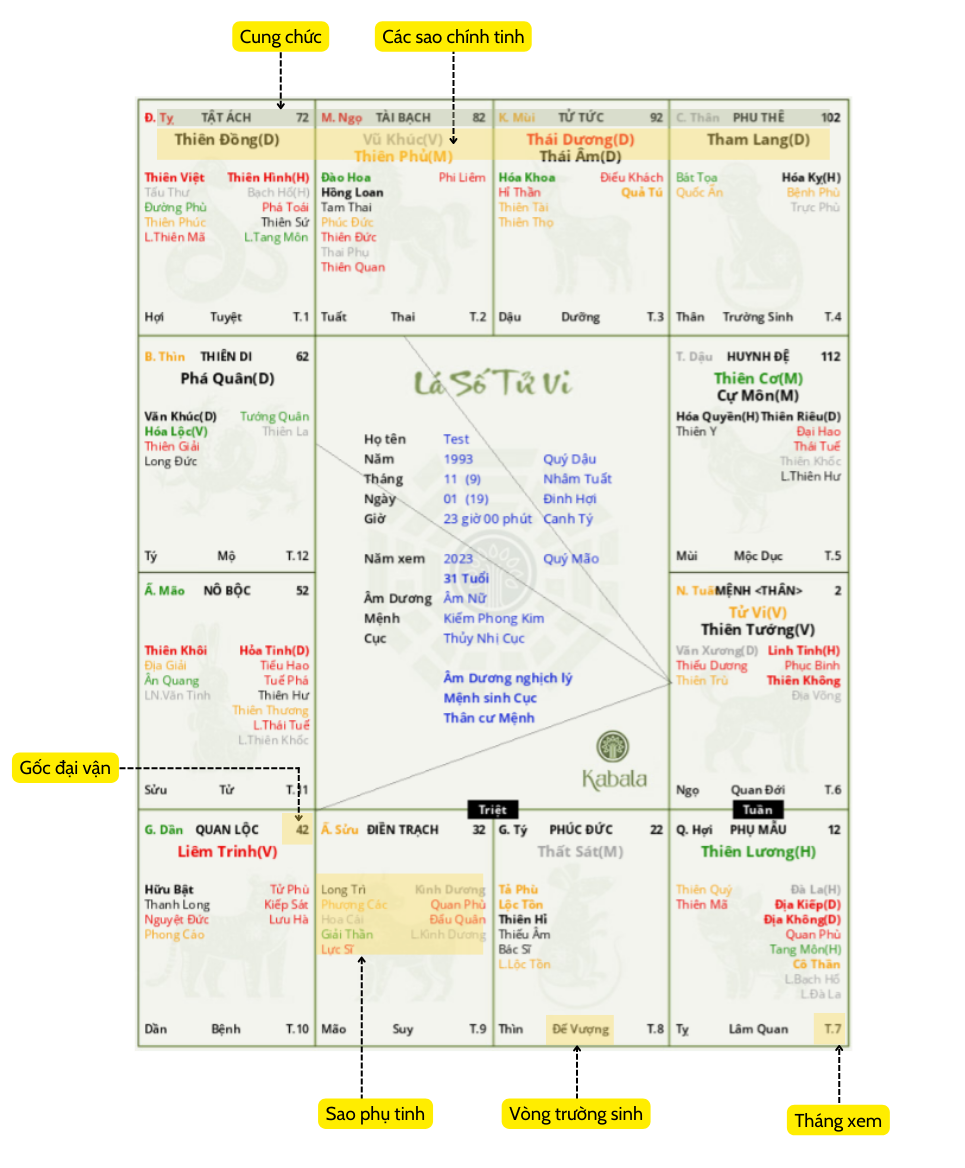 Cung chức
Các sao chính tinh
Đ. Tỵ TẬT ÁCH 72
Thiên Đồng(D)
Thiên Việt Thiên Hình(H)
Tấu Thư Bạch Hổ(H)
Đường Phù Phá Toái
Thiên Phúc Thiên Sứ
L.Thiên Mã L.Tang Môn
Hợi Tuyệt T.1
M. Ngọ TÀI BẠCH 82
Vũ Khúc(V)
Thiên Phủ(M)
Đào Hoa Phi Liêm
Hồng Loan
Tam Thai
Phúc Đức
Thiên Đức
Thai Phụ
Thiên Quan
Tuất Thai T.2
K. Mùi TỬ TỨC 92
Thái Dương(D)
Thái Âm(D)
Hóa Khoa Điếu Khách
Hỉ Thần Quả Tú
Thiên Tài
Thiên Thọ
Dậu Dưỡng T.3
C. Thân PHU THÊ 102
Tham Lang(D)
Bát Tọa Hóa Kỵ(H)
Quốc Ấn Bệnh Phù
Trực Phù
Thân Trường Sinh T.4
B. Thìn THIÊN DI 62
Phá Quân(D)
Văn Khúc(D) Tướng Quân
Hóa Lộc(V) Thiên La
Thiên Giải
Long Đức
Tý Mộ T.12
Lá Số Tử Vi
Họ tên Test
Năm 1993 Quý Dậu
Tháng 11 (9) Nhâm Tuất
Ngày 01 (19) Đinh Hợi
Giờ 23 giờ 00 phút Canh Tý
Năm xem 2023 Quý Mão
31 Tuổi
Âm Dương Âm Nữ
Mệnh Kiếm Phong Kim
Cục Thủy Nhị Cục
Âm Dương nghịch lý
Mệnh sinh Cục
Thân cư Mệnh
Kabala
T. Dậu HUYNH ĐỆ 112
Thiên Cơ(M)
Cự Môn(M)
Hóa Quyền(H) Thiên Riêu(D)
Thiên Y Đại Hao
Thái Tuế
Thiên Khốc
L.Thiên Hư
Mùi Mộc Dục T.5
Ấ. Mão NÔ BỘC 52
Thiên Khôi Hỏa Tinh(D)
Địa Giải Tiểu Hao
Ân Quang Tuế Phá
LN.Văn Tinh Thiên Hư
Thiên Thương
L.Thái Tuế
L.Thiên Khốc
Sửu Tử T.11
N. Tuấ MỆNH <THÂN> 2
Tử Vi(V)
Thiên Tướng(V)
Văn Xương(D) Linh Tinh(H)
Thiếu Dương Phục Binh
Thiên Trù Thiên Không
Địa Võng
Ngọ Quan Đới T.6
Gốc đại vận
Triệt
Tuần
G. Dần QUAN LỘC 42
Liêm Trinh(V)
Hữu Bật Tử Phù
Thanh Long Kiếp Sát
Nguyệt Đức Lưu Hà
Phong Cáo
Dần Bệnh T.10
Ấ. Sửu ĐIỀN TRẠCH 32
Long Trì Kình Dương
Phượng Các Quan Phù
Hoa Cái Đẩu Quân
Giải Thần L.Kình Dương
Lực Sĩ
Mão Suy T.9
G. Tý PHÚC ĐỨC 22
Thất Sát(M)
Tả Phù
Lộc Tồn
Thiên Hỉ
Thiếu Âm
Bác Sĩ
L.Lộc Tồn
Thìn Đế Vượng T.8
Q. Hợi PHỤ MẪU 12
Thiên Lương(H)
Thiên Quý Đà La(H)
Thiên Mã Địa Kiếp(D)
Địa Không(D)
Quan Phủ
Tang Môn(H)
Cô Thần
L.Bạch Hổ
L.Đà La
Tỵ Lâm Quan T.7
Sao phụ tinh
Vòng trường sinh
Tháng xem